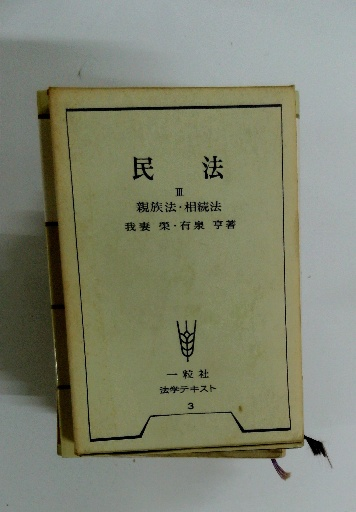 民 法
Ⅲ
親族法・相続法
我妻 榮・有泉 亨著
一粒社
法学テキスト
3